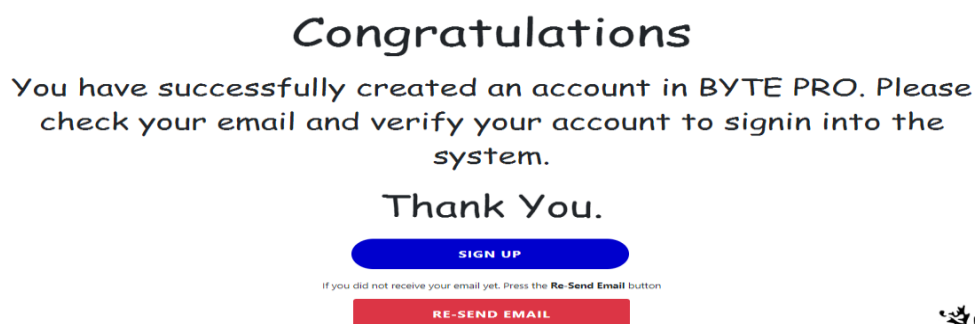 Congratulations
You have successfully created an account in BYTE PRO. Please
check your email and verify your account to signin into the
system.
Thank You.
SIGN UP
If you did not receive your email yet. Press the Re-Send Email button
RE-SEND EMAIL